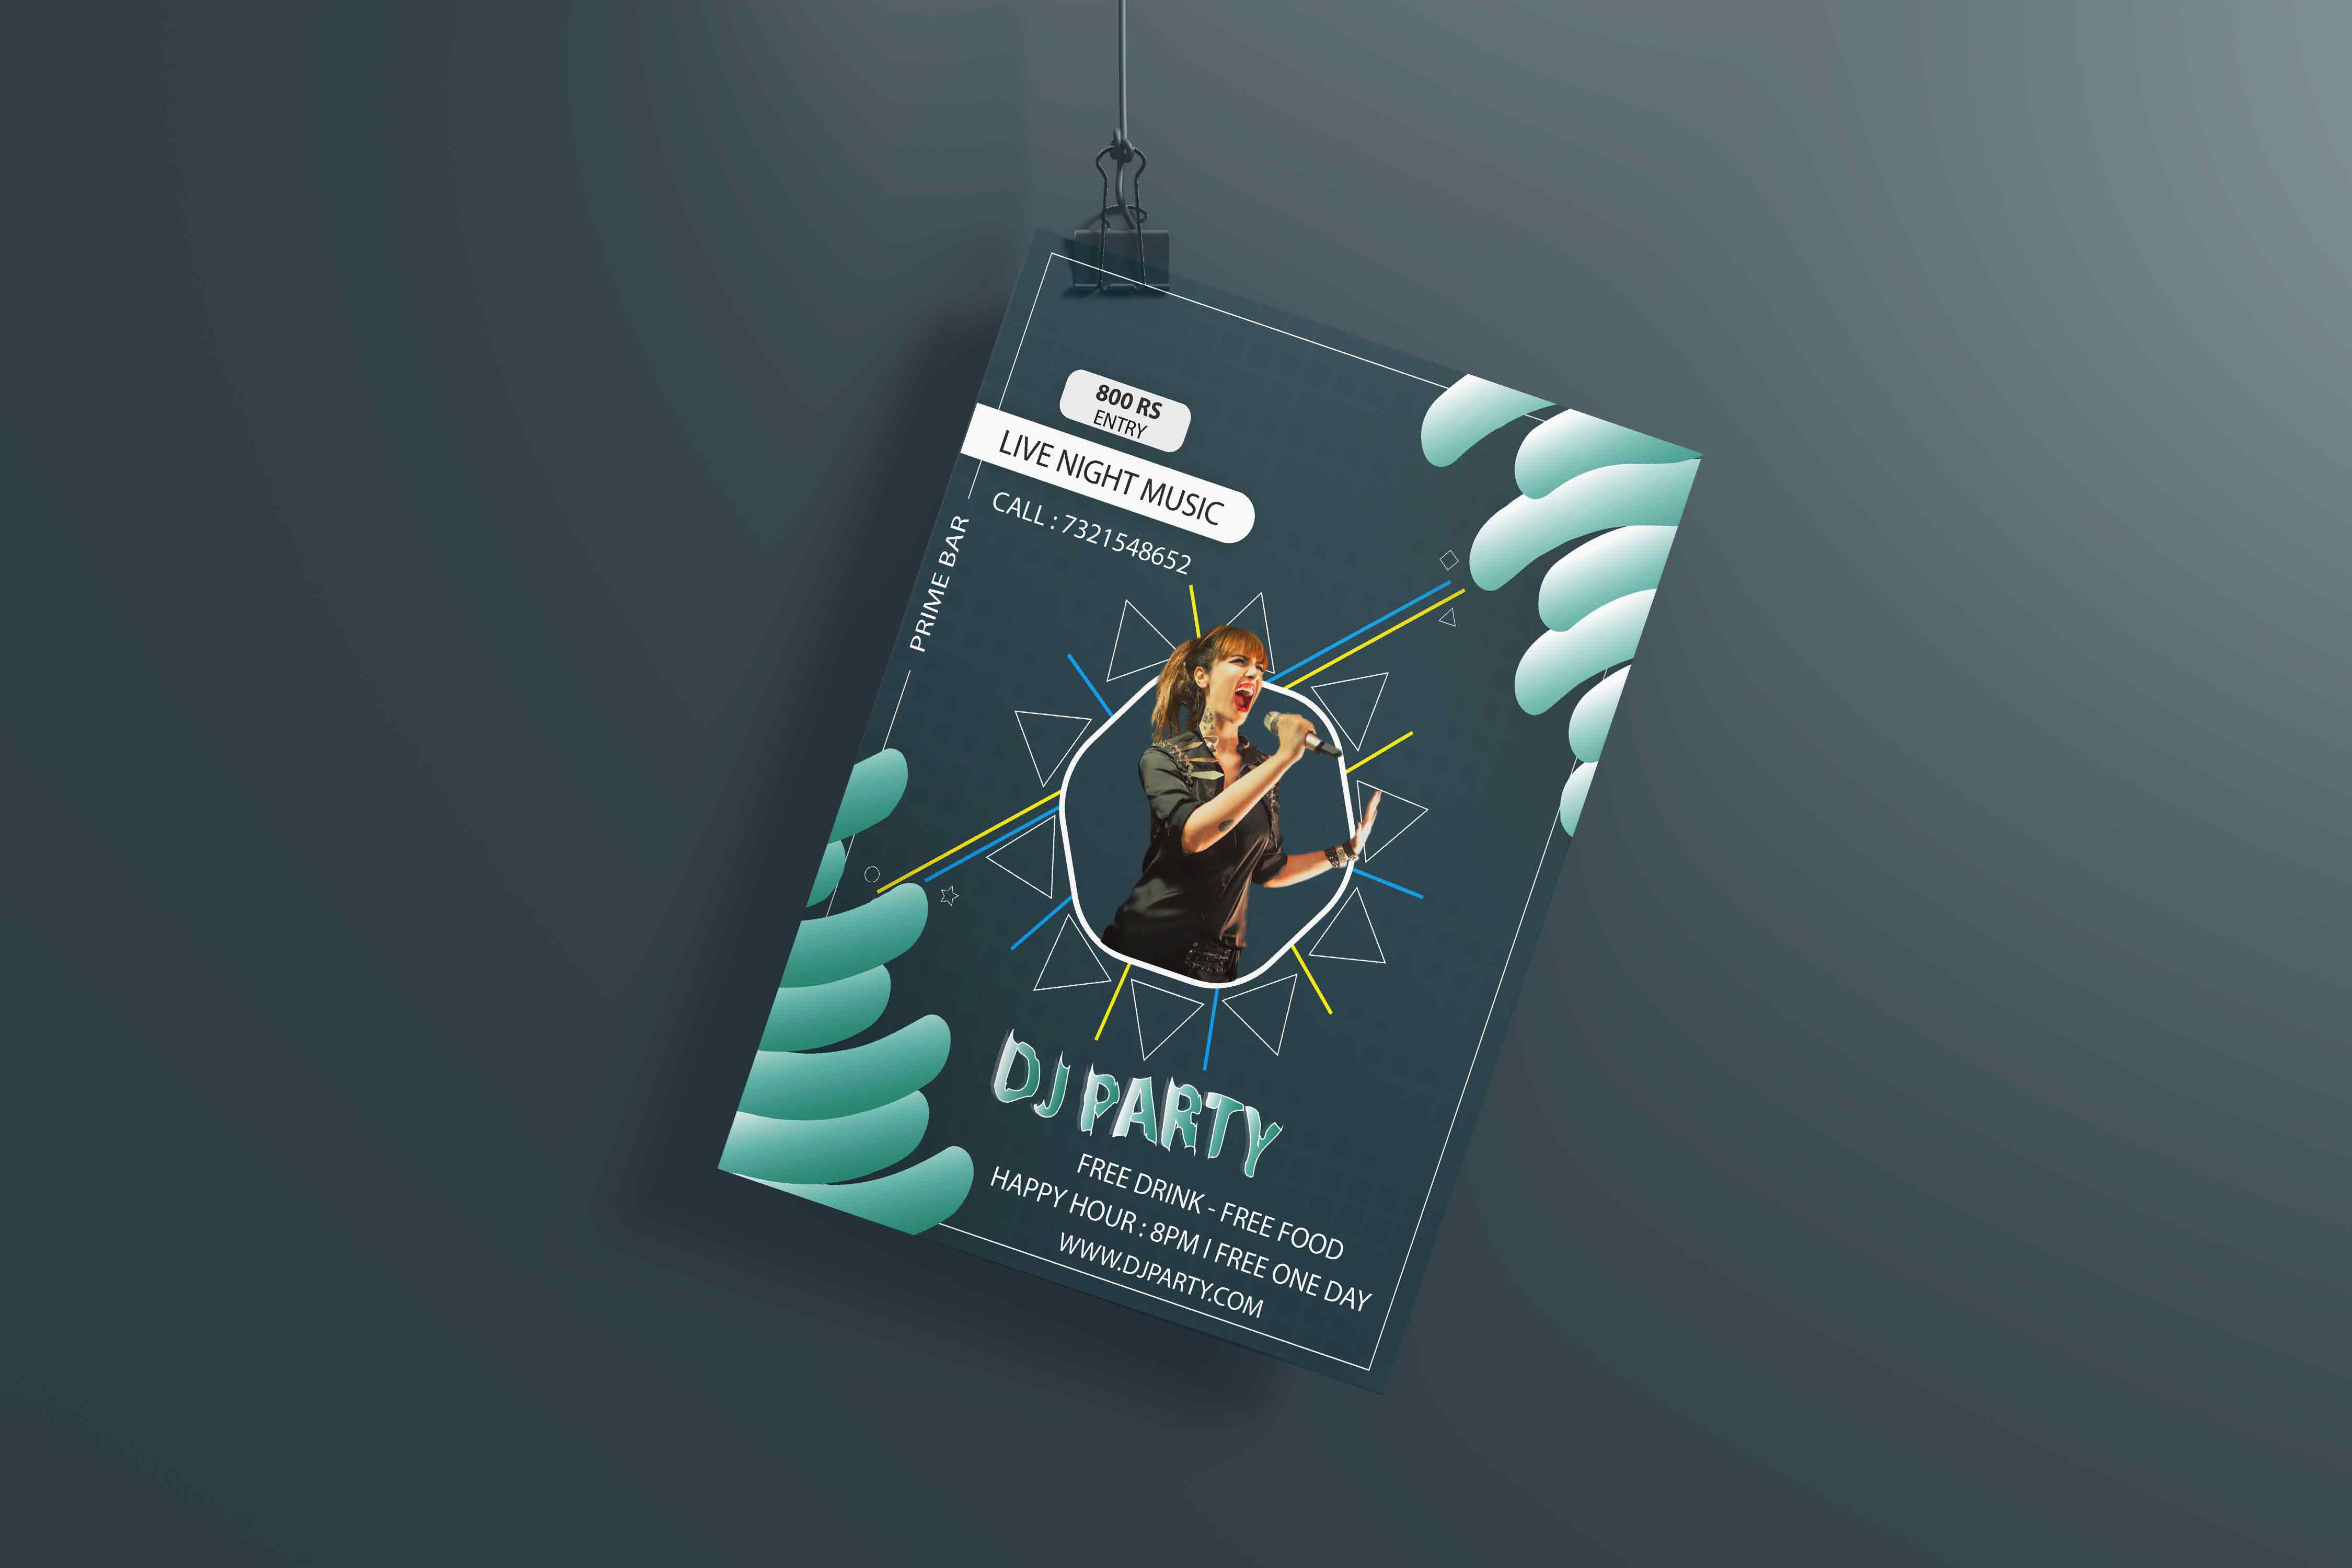 800 RS
ENTRY
LIVE NIGHT MUSIC
CALL : 7321548652
PRIME BAR
DJ PARTY
FREE DRINK - FREE FOOD
HAPPY HOUR : 8PM I FREE ONE DAY
WWW.DJPARTY.COM